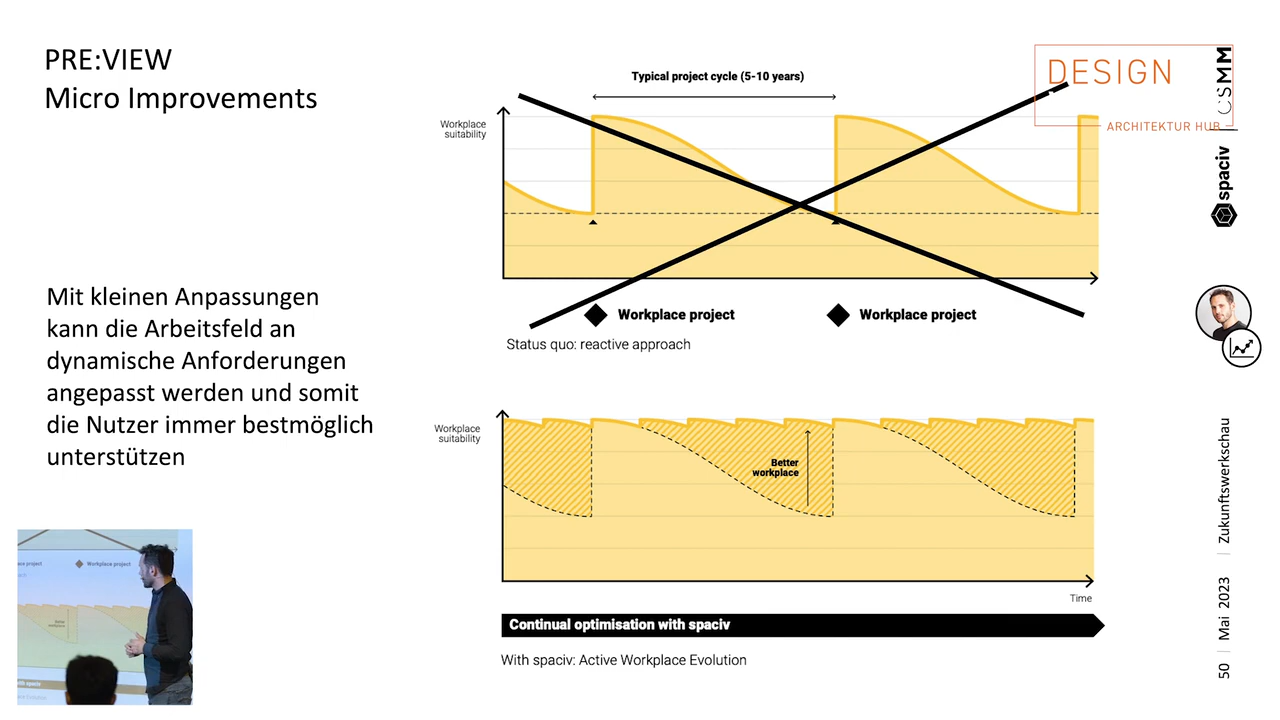 PRE:VIEW
Micro Improvements
Mit kleinen Anpassungen
kann die Arbeitsfeld an
dynamische Anforderungen
angepasst werden und somit
die Nutzer immer bestmöglich
unterstützen
Typical project cycle (5-10 years)
Workplace
suitability
Workplace project
Workplace project
Status quo: reactive approach
Workplace
suitability
Better
workplace
Time
Continual optimisation with spaciv
With spaciv: Active Workplace Evolution
DESIGN
ARCHITEKTUR HUB
spaciv | CSMM
50 | Mai 2023 | Zukunftswerkschau
Workplace project